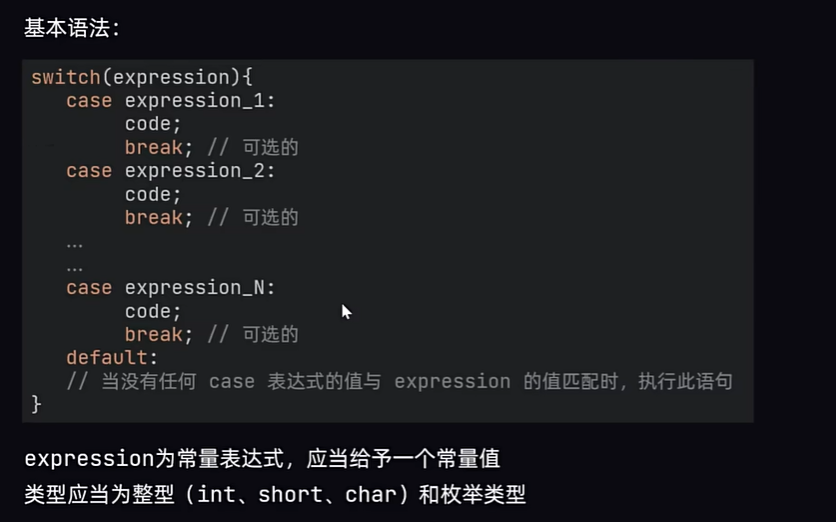 基本语法：
switch(expression){
case expression_1:
code;
break; // 可选的
case expression_2:
code;
break; // 可选的
...
...
case expression_N:
code;
break; // 可选的
default:
// 当没有任何 case 表达式的值与 expression 的值匹配时，执行此语句
}
expression为常量表达式，应当给予一个常量值
类型应当为整型（int、short、char）和枚举类型